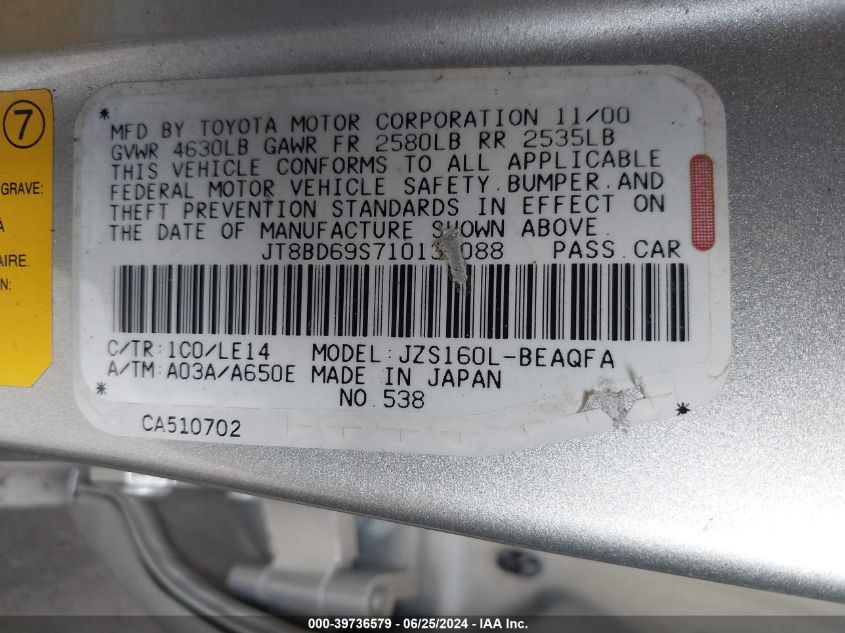 7
GRAVE:
MFD BY: TOYOTA MOTOR CORPORATION 11/00
GVWR 4630LB GAWR FR 2580LB RR 2535LB
THIS VEHICLE CONFORMS TO ALL APPLICABLE
FEDERAL MOTOR VEHICLE SAFETY. BUMPER. AND
THEFT PREVENTION STANDARDS IN EFFECT ON
THE DATE OF MANUFACTURE SHOWN ABOVE.
À
AIRE.
N:
PASS. CAR
C/TR: 1C0/LE14 MODEL: JZS160L-BEAQFA
A/TM: A03A/A650E MADE IN JAPAN
NO. 538
CA510702
000-39736579 / 06/25/2024 - IAA Inc.